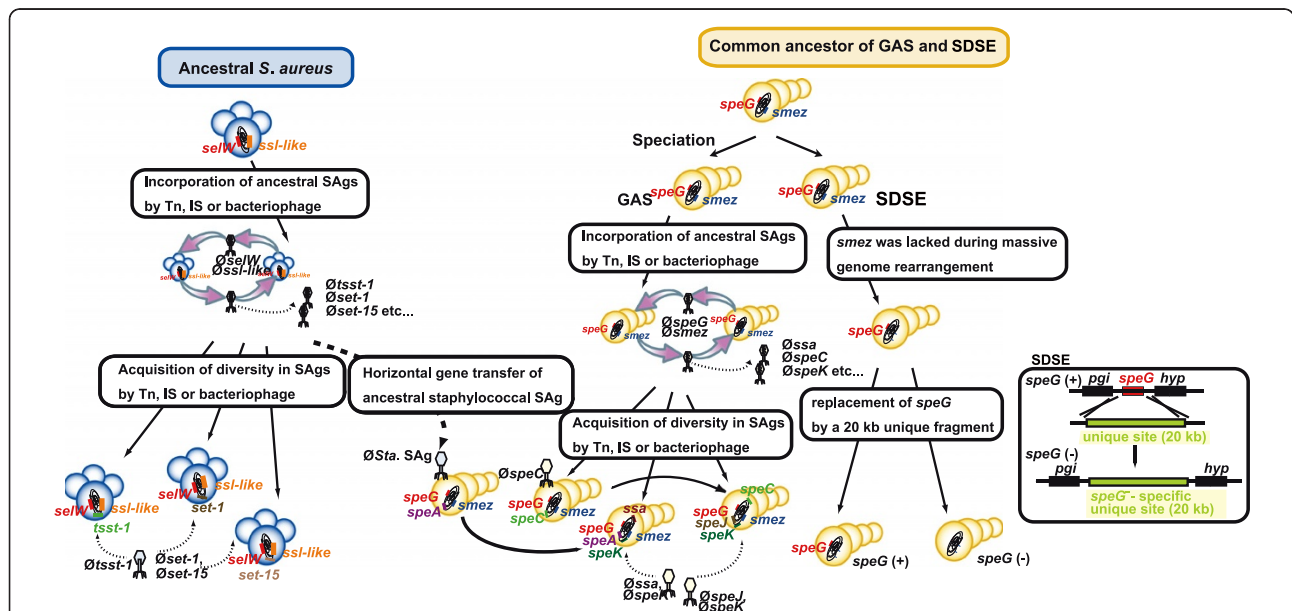 Ancestral S. aureus
selW
ssl-like
Incorporation of ancestral SAgs
by Tn, IS or bacteriophage
selW
ssl-like
ØselW
Øssl-like
selW
ssl-like
Øtsst-1
Øset-1
Øset-15 etc...
Acquisition of diversity in SAgs
by Tn, IS or bacteriophage
Horizontal gene transfer of
ancestral staphylococcal SAg
selW
ssl-like
tsst-1
selW
ssl-like
set-1
selW
ssl-like
set-15
Øtsst-1
Øset-1,
Øset-15
Common ancestor of GAS and SDSE
speG
smez
Speciation
GAS
speG
smez
speG
smez
SDSE
Incorporation of ancestral SAgs
by Tn, IS or bacteriophage
smez was lacked during massive
genome rearrangement
speG
smez
ØspeG
Øsmez
speG
smez
Øssa
ØspeC
ØspeK etc...
speG
Acquisition of diversity in SAgs
by Tn, IS or bacteriophage
replacement of speG
by a 20 kb unique fragment
ØSta. SAg
speG
speA
smez
ØspeC
speG
speC
smez
ssa
speG
speA
speK
smez
speC
speG
speJ
speK
smez
Øssa,
ØspeK
ØspeJ,
ØspeK
speG
speG (+)
speG (-)
SDSE
speG (+)
pgi
speG
hyp
unique site (20 kb)
speG (-)
pgi
hyp
speG⁻- specific
unique site (20 kb)